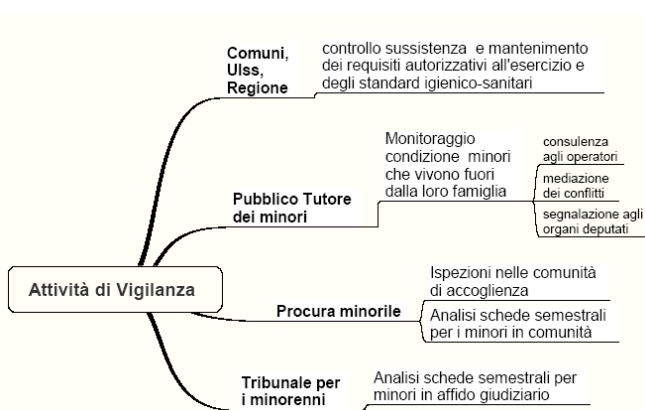 Comuni,
Ulss,
Regione
controllo sussistenza e mantenimento
dei requisiti autorizzativi all'esercizio e
degli standard igienico-sanitari
Pubblico Tutore
dei minori
Monitoraggio
condizione minori
che vivono fuori
dalla loro famiglia
consulenza
agli operatori
mediazione
dei conflitti
segnalazione agli
organi deputati
Attività di Vigilanza
Procura minorile
Ispezioni nelle comunità
di accoglienza
Analisi schede semestrali
per i minori in comunità
Tribunale per
i minorenni
Analisi schede semestrali per
minori in affido giudiziario